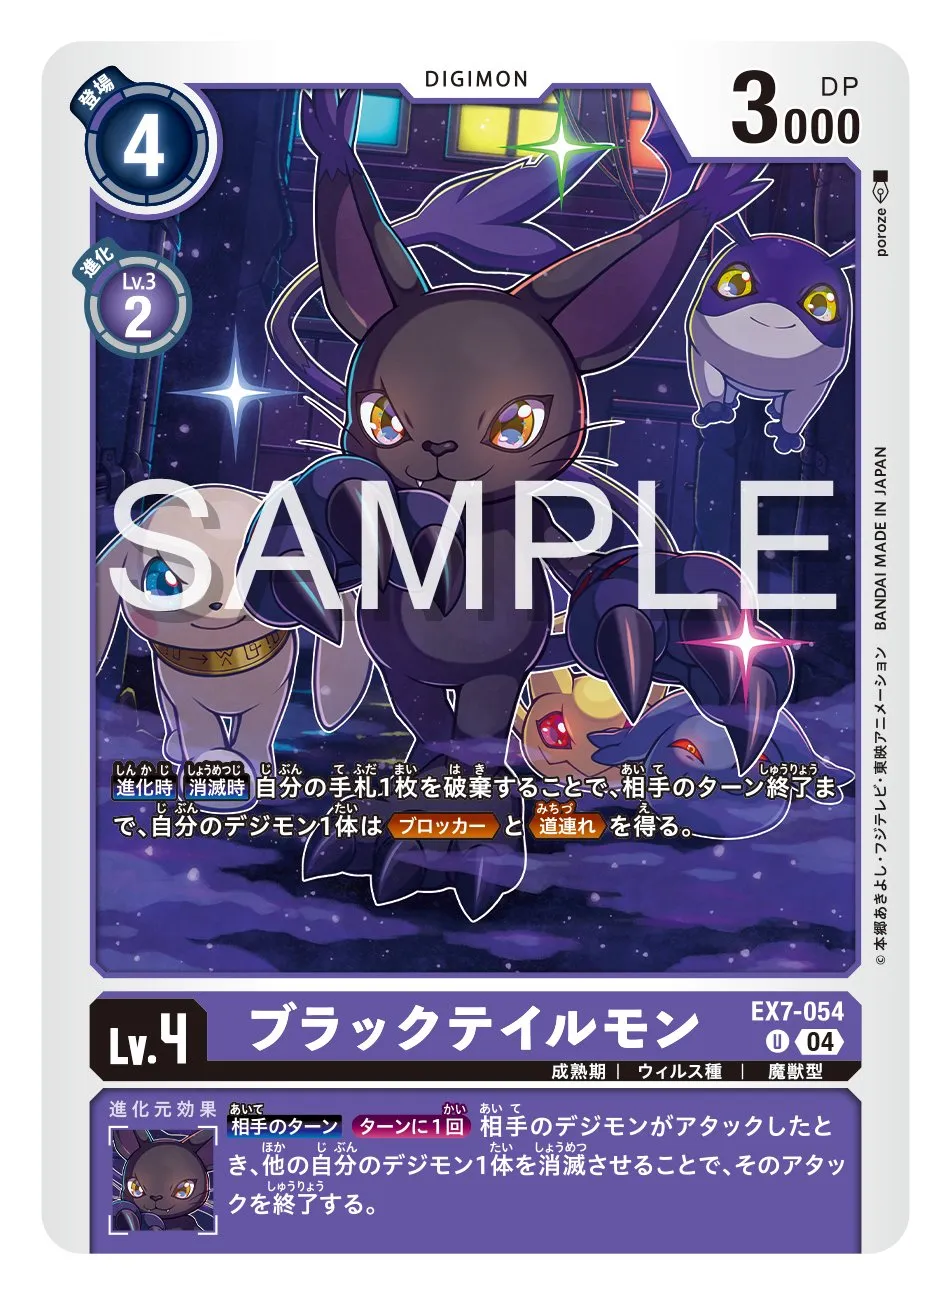 DIGIMON
登場
4
3000
DP
進化
Lv.3
2
poroze
SAMPLE
BANDAI MADE IN JAPAN
©本郷あきよし・フジテレビ・東映アニメーション
進化時 消滅時 自分の手札1枚を破棄することで、相手のターン終了ま
で、自分のデジモン1体は ブロッカー と 道連れ を得る。
Lv.4
ブラックテイルモン
EX7-054
U 04
成熟期 | ウィルス種 | 魔獣型
進化元効果
相手のターン ターンに1回 相手のデジモンがアタックしたと
き、他の自分のデジモン1体を消滅させることで、そのアタッ
クを終了する。